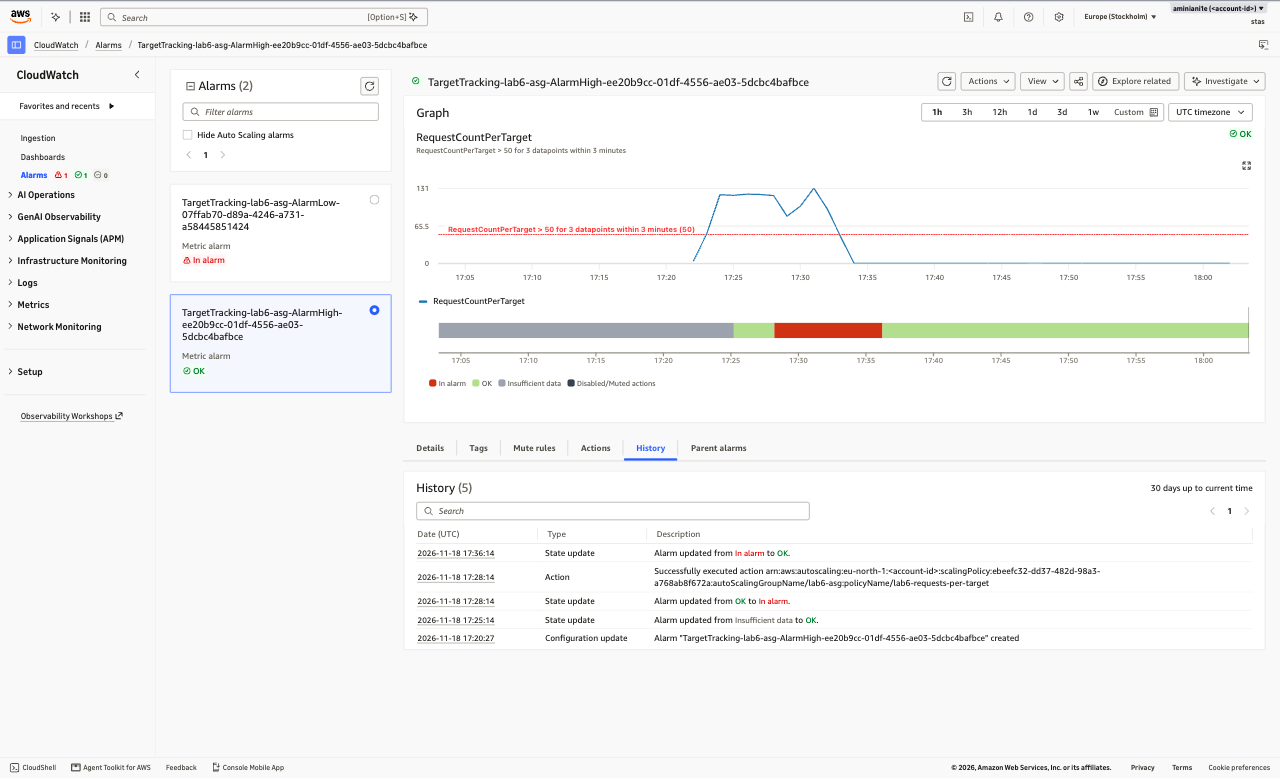 aws
Search [Option+S]
Europe (Stockholm)
aminiani1e (<account-id>)
stas
CloudWatch / Alarms / TargetTracking-lab6-asg-AlarmHigh-ee20b9cc-01df-4556-ae03-5dcbc4bafbce
CloudWatch
Favorites and recents
Ingestion
Dashboards
Alarms 1 1 0
AI Operations
GenAI Observability
Application Signals (APM)
Infrastructure Monitoring
Logs
Metrics
Network Monitoring
Setup
Observability Workshops
Alarms (2)
Filter alarms
Hide Auto Scaling alarms
1
TargetTracking-lab6-asg-AlarmLow-
07ffab70-d89a-4246-a731-
a58445851424
Metric alarm
In alarm
TargetTracking-lab6-asg-AlarmHigh-
ee20b9cc-01df-4556-ae03-
5dcbc4bafbce
Metric alarm
OK
TargetTracking-lab6-asg-AlarmHigh-ee20b9cc-01df-4556-ae03-5dcbc4bafbce
Actions View Explore related Investigate
Graph
1h 3h 12h 1d 3d 1w Custom UTC timezone
RequestCountPerTarget
OK
RequestCountPerTarget > 50 for 3 datapoints within 3 minutes
131
65.5
RequestCountPerTarget > 50 for 3 datapoints within 3 minutes (50)
0
17:05 17:10 17:15 17:20 17:25 17:30 17:35 17:40 17:45 17:50 17:55 18:00
RequestCountPerTarget
17:05 17:10 17:15 17:20 17:25 17:30 17:35 17:40 17:45 17:50 17:55 18:00
In alarm OK Insufficient data Disabled/Muted actions
Details Tags Mute rules Actions History Parent alarms
History (5)
30 days up to current time
Search
1
Date (UTC) Type Description
2026-11-18 17:36:14 State update Alarm updated from In alarm to OK.
2026-11-18 17:28:14 Action Successfully executed action arn:aws:autoscaling:eu-north-1:<account-id>:scalingPolicy:ebeefc32-dd37-482d-98a3-
a768ab8f672a:autoScalingGroupName/lab6-asg:policyName/lab6-requests-per-target
2026-11-18 17:28:14 State update Alarm updated from OK to In alarm.
2026-11-18 17:25:14 State update Alarm updated from Insufficient data to OK.
2026-11-18 17:20:27 Configuration update Alarm "TargetTracking-lab6-asg-AlarmHigh-ee20b9cc-01df-4556-ae03-5dcbc4bafbce" created
CloudShell Agent Toolkit for AWS Feedback Console Mobile App
© 2026, Amazon Web Services, Inc. or its affiliates. Privacy Terms Cookie preferences